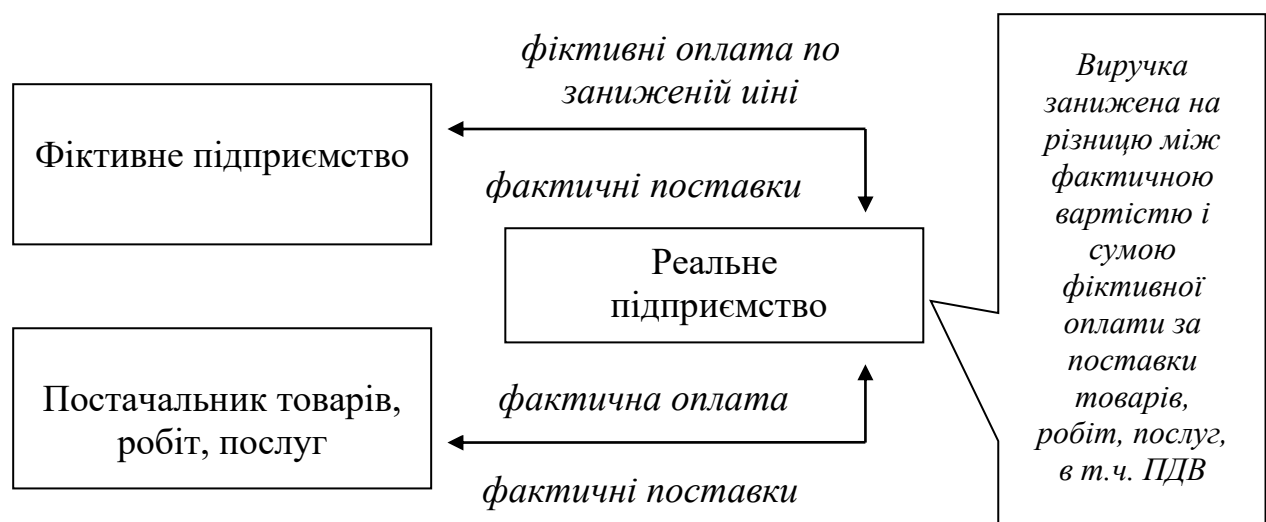 фіктивні оплата по
заниженій ціні
Фіктивне підприємство
фактичні поставки
Реальне
підприємство
Постачальник товарів,
робіт, послуг
фактична оплата
фактичні поставки
Виручка
занижена на
різницю між
фактичною
вартістю і
сумою
фіктивної
оплати за
поставки
товарів,
робіт, послуг,
в т.ч. ПДВ